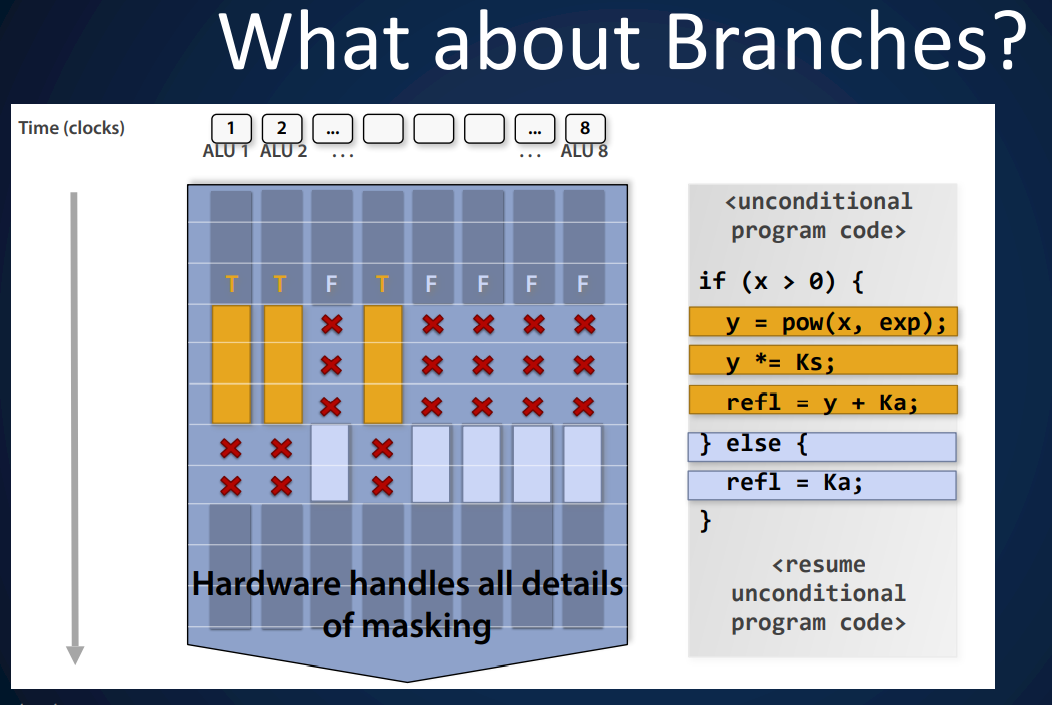 What about Branches?
Time (clocks)
1 2 ... ... 8
ALU 1 ALU 2 ... ... ALU 8
<unconditional
program code>
T T F T F F F F
if (x > 0) {
y = pow(x, exp);
y *= Ks;
refl = y + Ka;
} else {
refl = Ka;
}
Hardware handles all details
of masking
<resume
unconditional
program code>